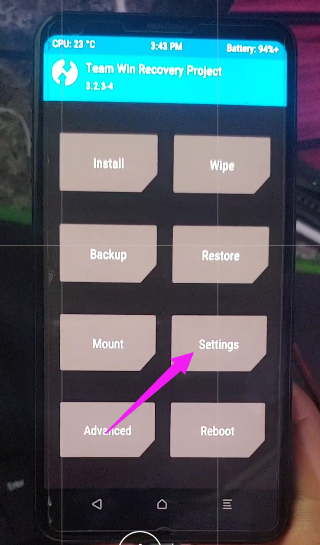 CPU: 23 °C 3:43 PM Battery: 94%+
Team Win Recovery Project
3.2.3-4
Install Wipe
Backup Restore
Mount Settings
Advanced Reboot